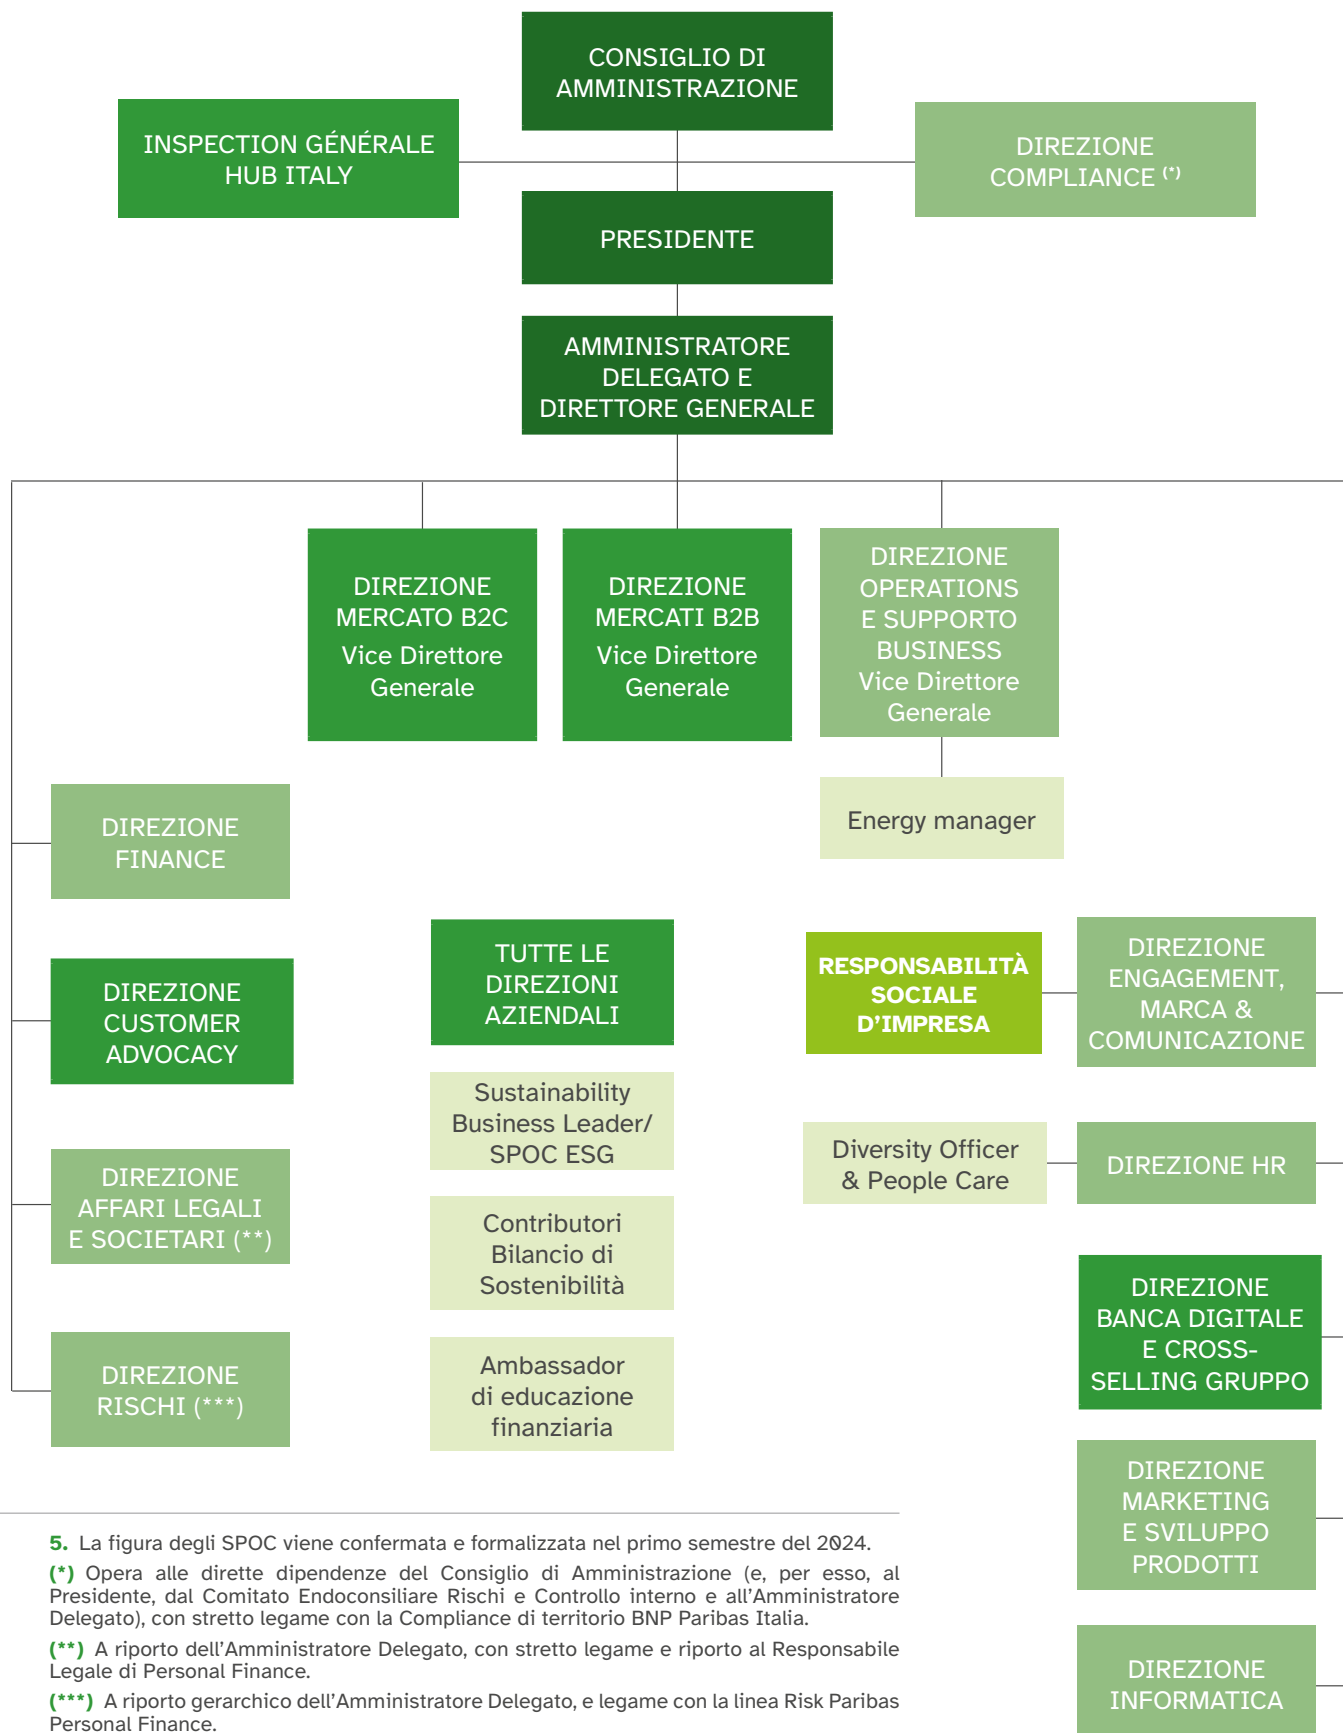 CONSIGLIO DI
AMMINISTRAZIONE
INSPECTION GÉNÉRALE
HUB ITALY
DIREZIONE
COMPLIANCE (*)
PRESIDENTE
AMMINISTRATORE
DELEGATO E
DIRETTORE GENERALE
DIREZIONE
MERCATO B2C
Vice Direttore
Generale
DIREZIONE
MERCATI B2B
Vice Direttore
Generale
DIREZIONE
OPERATIONS
E SUPPORTO
BUSINESS
Vice Direttore
Generale
Energy manager
DIREZIONE
FINANCE
DIREZIONE
CUSTOMER
ADVOCACY
DIREZIONE
AFFARI LEGALI
E SOCIETARI (**)
DIREZIONE
RISCHI (***)
TUTTE LE
DIREZIONI
AZIENDALI
Sustainability
Business Leader/
SPOC ESG
Contributori
Bilancio di
Sostenibilità
Ambassador
di educazione
finanziaria
RESPONSABILITÀ
SOCIALE
D'IMPRESA
DIREZIONE
ENGAGEMENT,
MARCA &
COMUNICAZIONE
Diversity Officer
& People Care
DIREZIONE HR
DIREZIONE
BANCA DIGITALE
E CROSS-
SELLING GRUPPO
DIREZIONE
MARKETING
E SVILUPPO
PRODOTTI
DIREZIONE
INFORMATICA
5. La figura degli SPOC viene confermata e formalizzata nel primo semestre del 2024.
(*) Opera alle dirette dipendenze del Consiglio di Amministrazione (e, per esso, al
Presidente, dal Comitato Endoconsiliare Rischi e Controllo interno e all'Amministratore
Delegato), con stretto legame con la Compliance di territorio BNP Paribas Italia.
(**) A riporto dell'Amministratore Delegato, con stretto legame e riporto al Responsabile
Legale di Personal Finance.
(***) A riporto gerarchico dell'Amministratore Delegato, e legame con la linea Risk Paribas
Personal Finance.